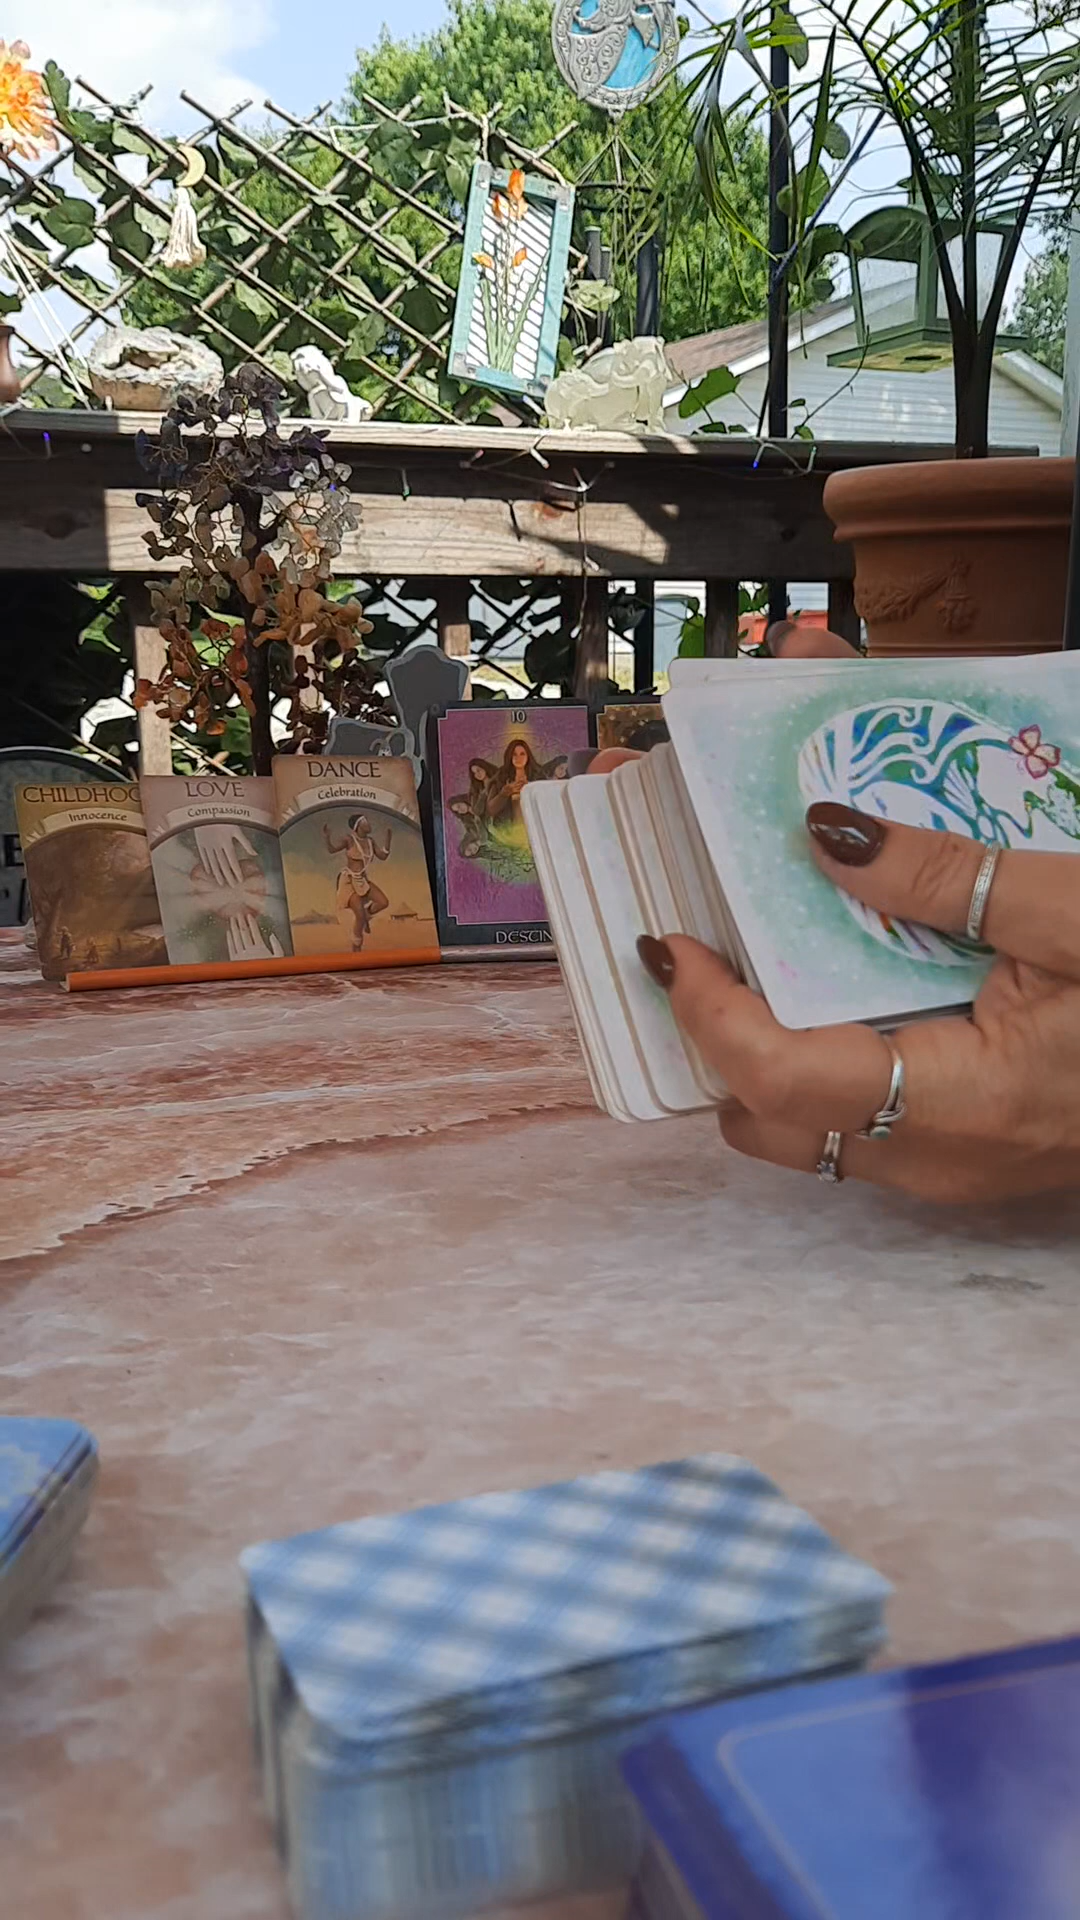 CHILDHOO
Innocence
LOVE
Compassion
DANCE
Celebration
10
DESTIN